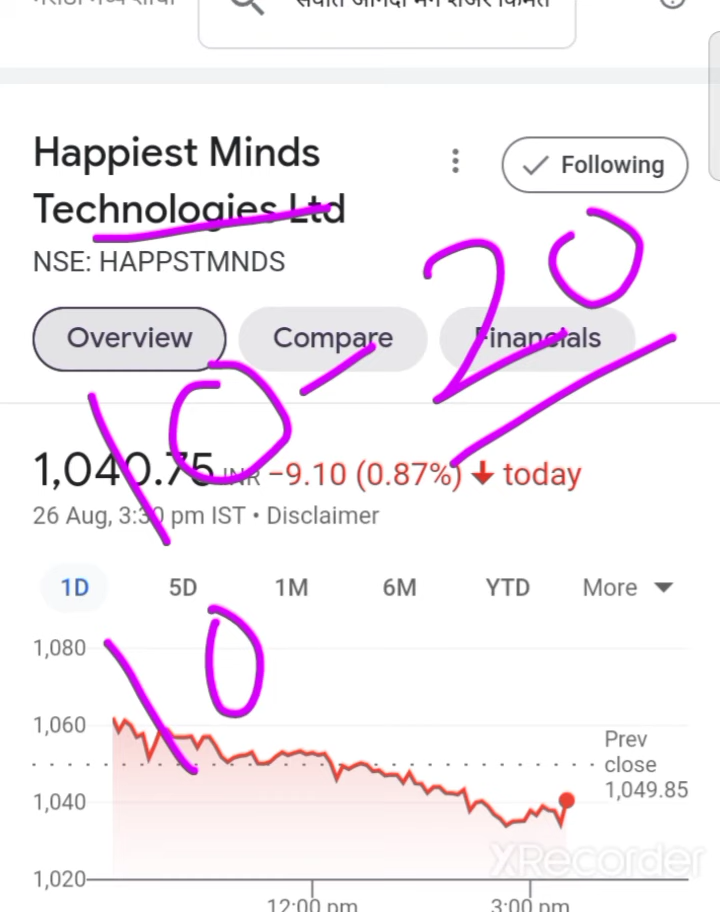 Happiest Minds
Technologies Ltd
Following
NSE: HAPPSTMNDS
Overview Compare Financials
10 - 20
1,040.75 INR −9.10 (0.87%) today
26 Aug, 3:30 pm IST • Disclaimer
1D 5D 1M 6M YTD More
10
1,080
1,060
Prev
close
1,049.85
1,040
1,020
12:00 pm 3:00 pm
XRecorder